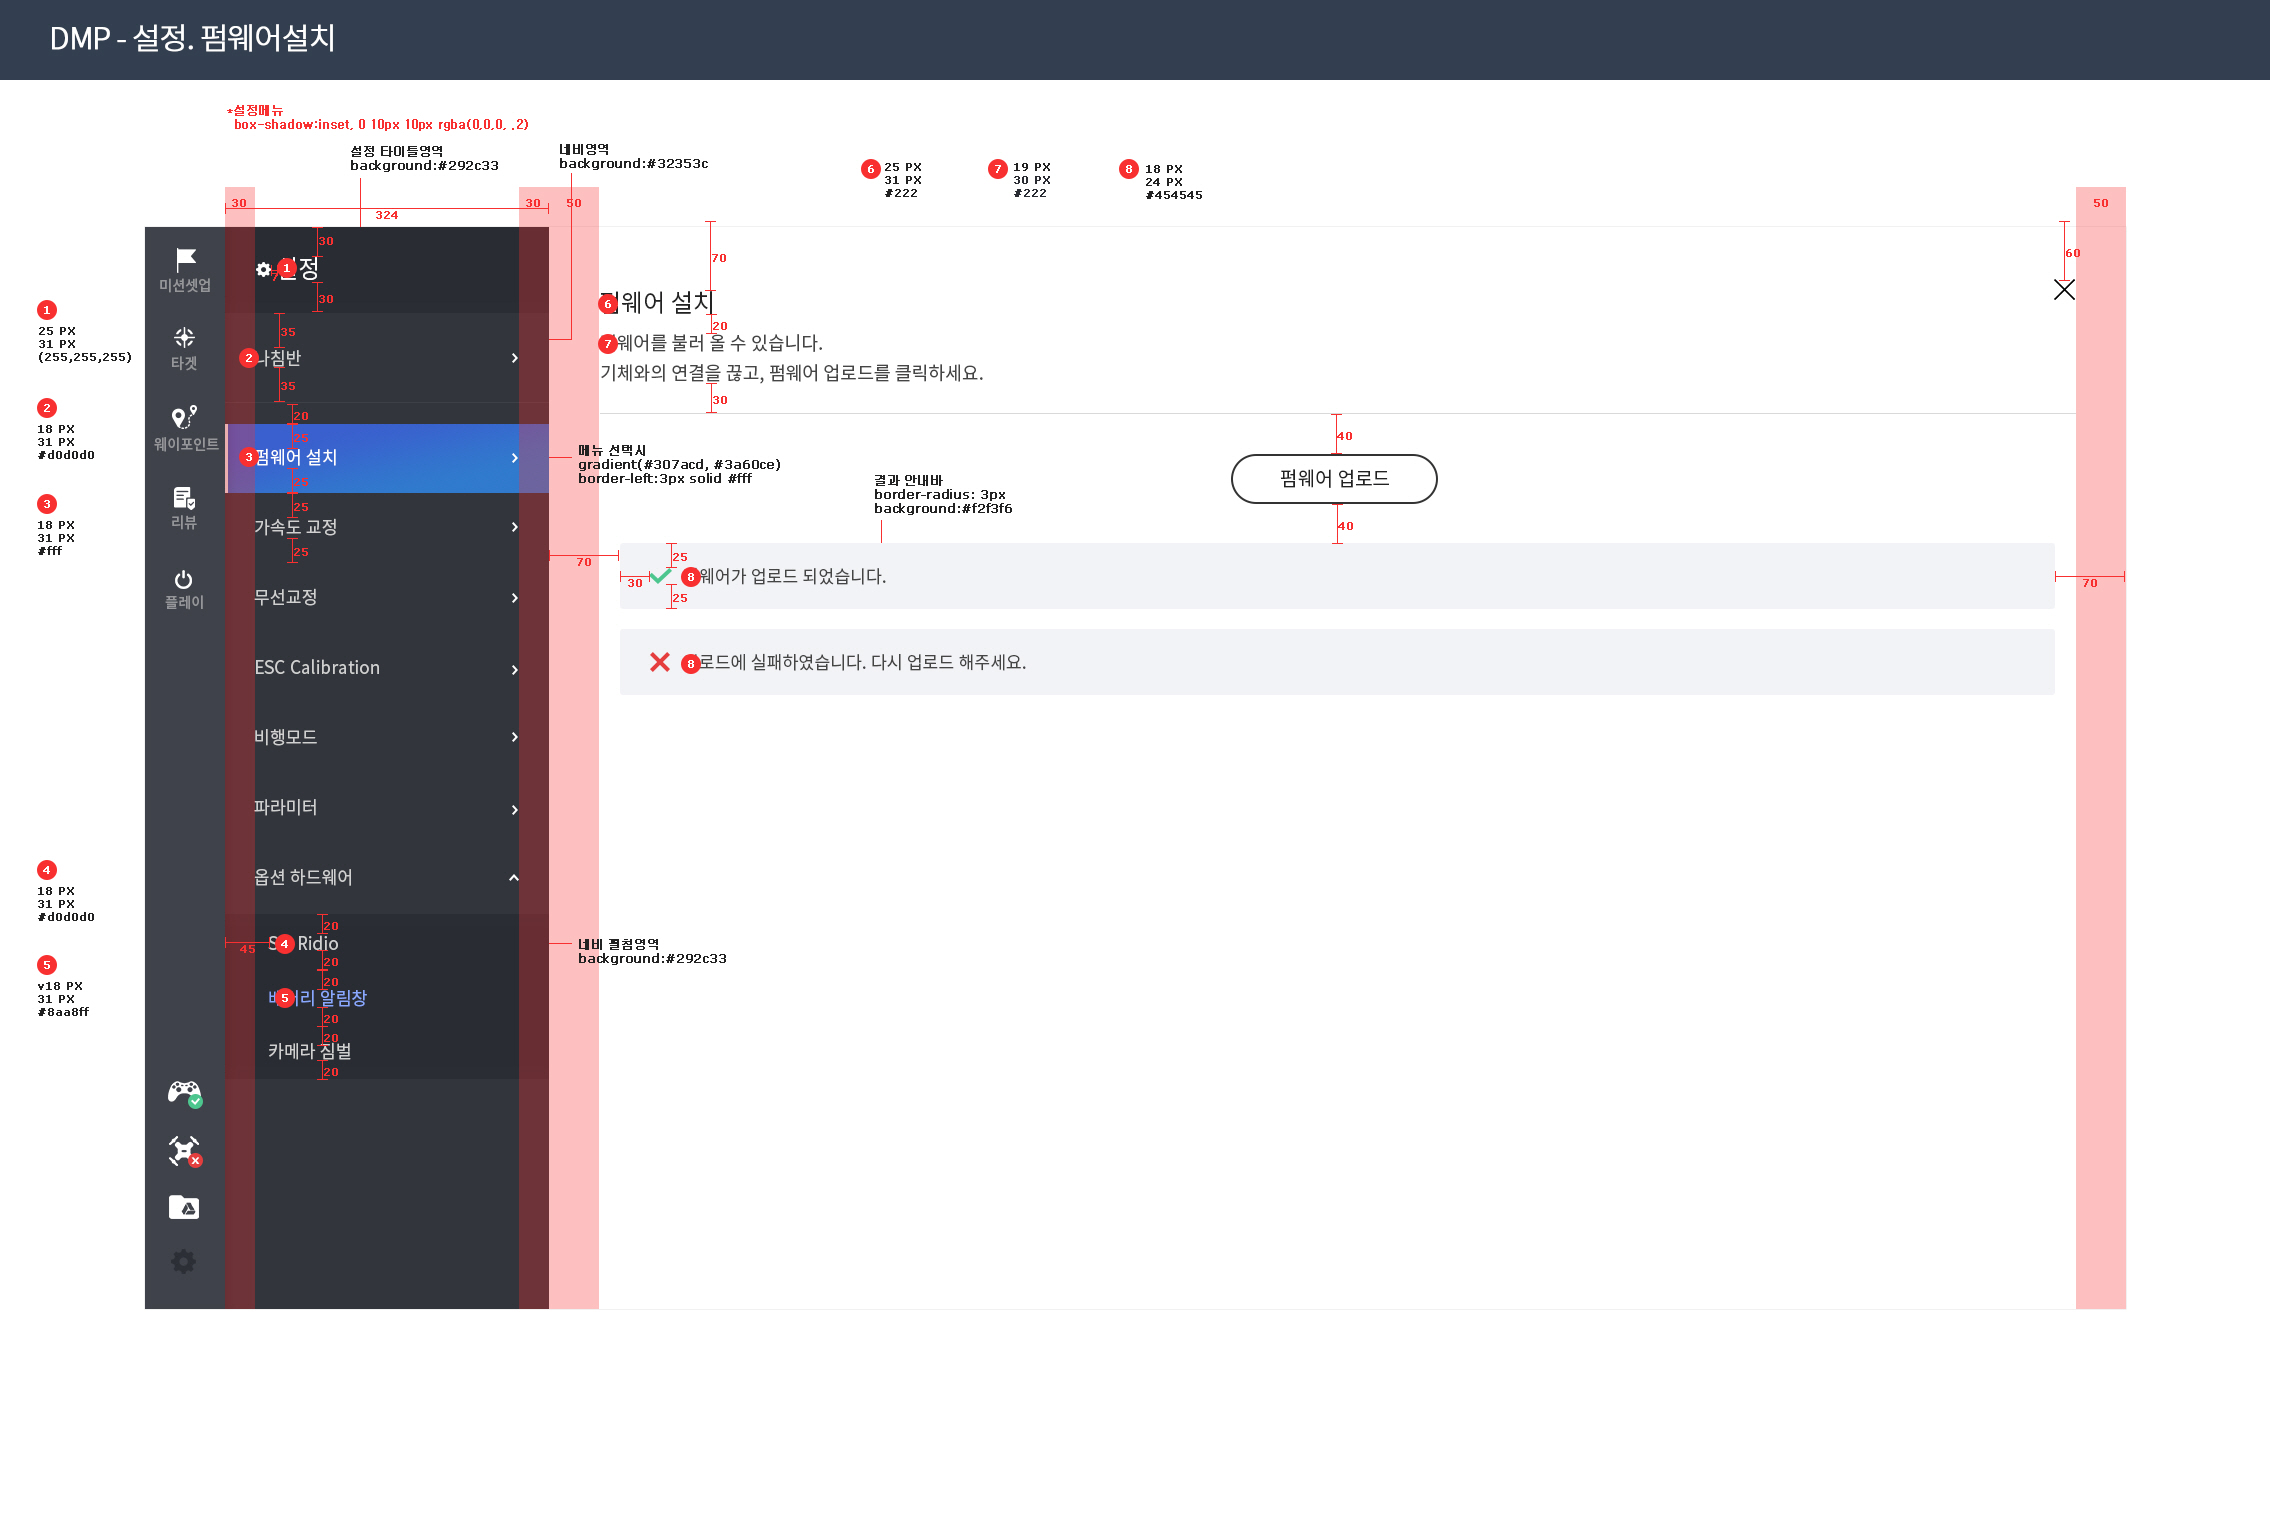 DMP - 설정. 펌웨어설치
*설정메뉴
box-shadow:inset, 0 10px 10px rgba(0,0,0, .2)
설정 타이틀영역
background:#292c33
네비영역
background:#32353c
6 25 PX
31 PX
#222
7 19 PX
30 PX
#222
8 18 PX
24 PX
#454545
30
324
30
50
50
1
25 PX
31 PX
(255,255,255)
2
18 PX
31 PX
#d0d0d0
3
18 PX
31 PX
#fff
4
18 PX
31 PX
#d0d0d0
5
v18 PX
31 PX
#8aa8ff
미션셋업
타겟
웨이포인트
리뷰
플레이
30
1 정
7
30
35
2 침반
35
20
25
3 펌웨어 설치
25
25
가속도 교정
25
무선교정
ESC Calibration
비행모드
파라미터
옵션 하드웨어
20
45
4 Ridio
20
20
5 리 알림창
20
20
카메라 짐벌
20
메뉴 선택시
gradient(#307acd, #3a60ce)
border-left:3px solid #fff
네비 펼침영역
background:#292c33
70
60
6 웨어 설치
20
7 웨어를 불러 올 수 있습니다.
기체와의 연결을 끊고, 펌웨어 업로드를 클릭하세요.
30
40
펌웨어 업로드
40
결과 안내바
border-radius: 3px
background:#f2f3f6
70
25
30
8 웨어가 업로드 되었습니다.
25
70
8 로드에 실패하였습니다. 다시 업로드 해주세요.